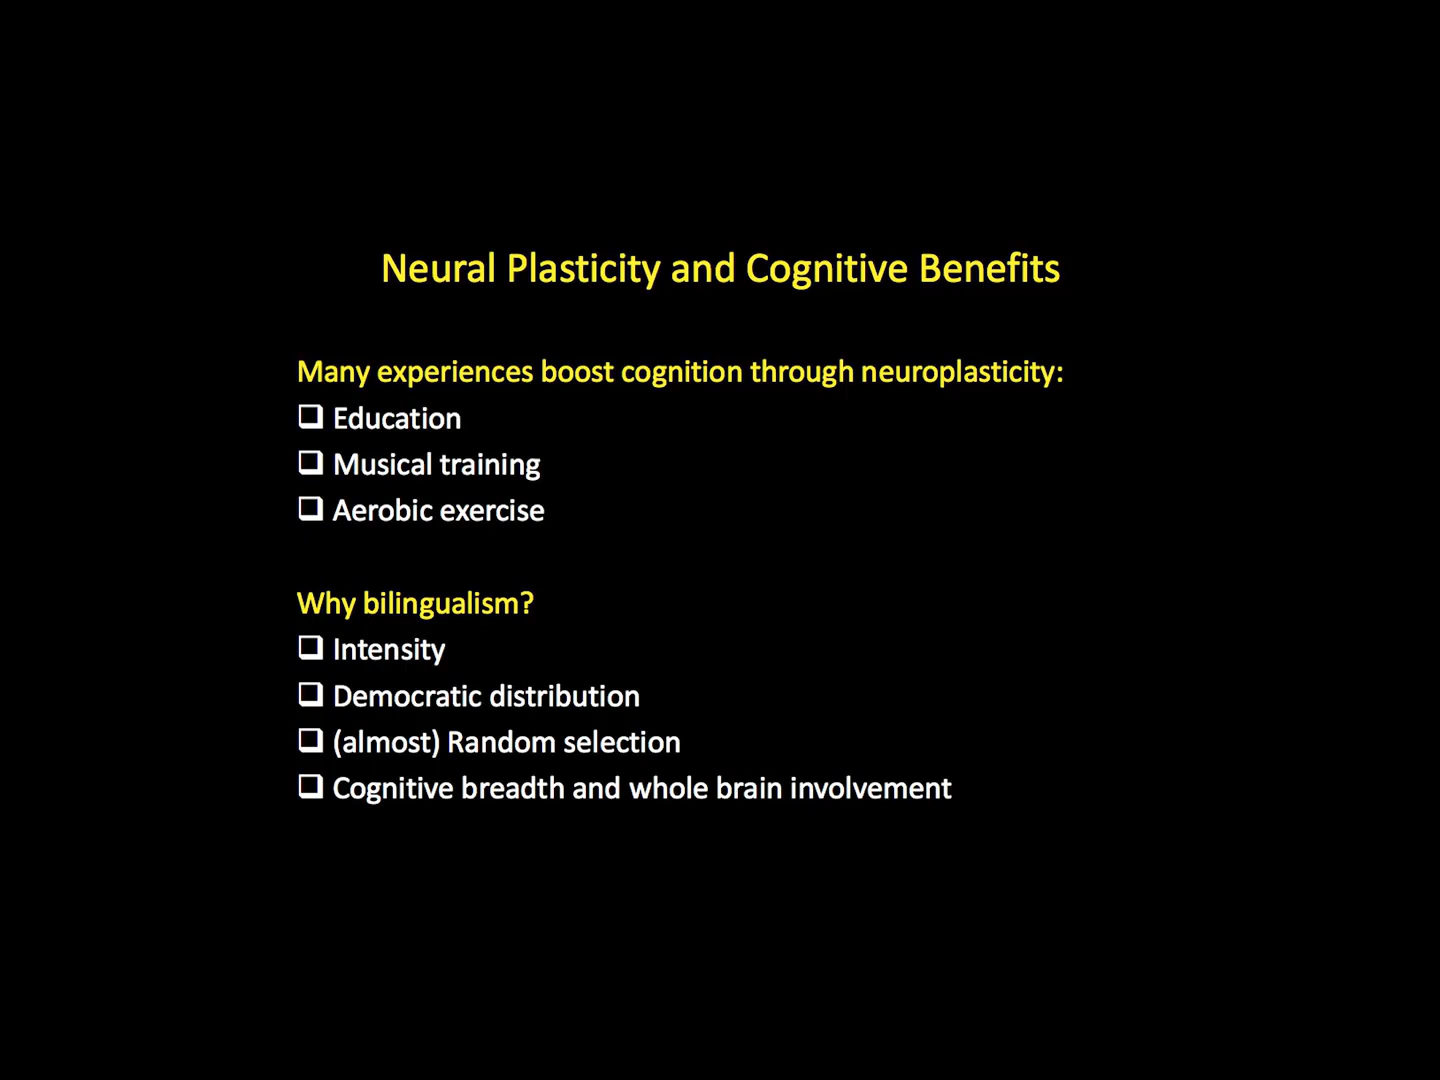 Neural Plasticity and Cognitive Benefits
Many experiences boost cognition through neuroplasticity:
❑ Education
❑ Musical training
❑ Aerobic exercise
Why bilingualism?
❑ Intensity
❑ Democratic distribution
❑ (almost) Random selection
❑ Cognitive breadth and whole brain involvement